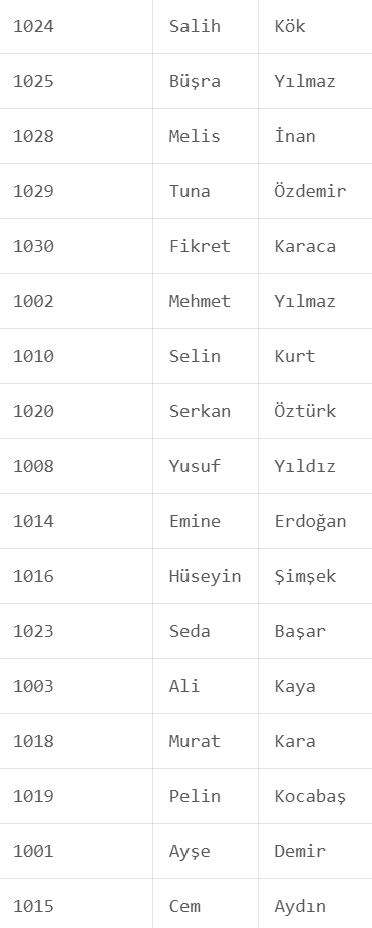 1024 Salih Kök
1025 Büşra Yılmaz
1028 Melis İnan
1029 Tuna Özdemir
1030 Fikret Karaca
1002 Mehmet Yılmaz
1010 Selin Kurt
1020 Serkan Öztürk
1008 Yusuf Yıldız
1014 Emine Erdoğan
1016 Hüseyin Şimşek
1023 Seda Başar
1003 Ali Kaya
1018 Murat Kara
1019 Pelin Kocabaş
1001 Ayşe Demir
1015 Cem Aydın